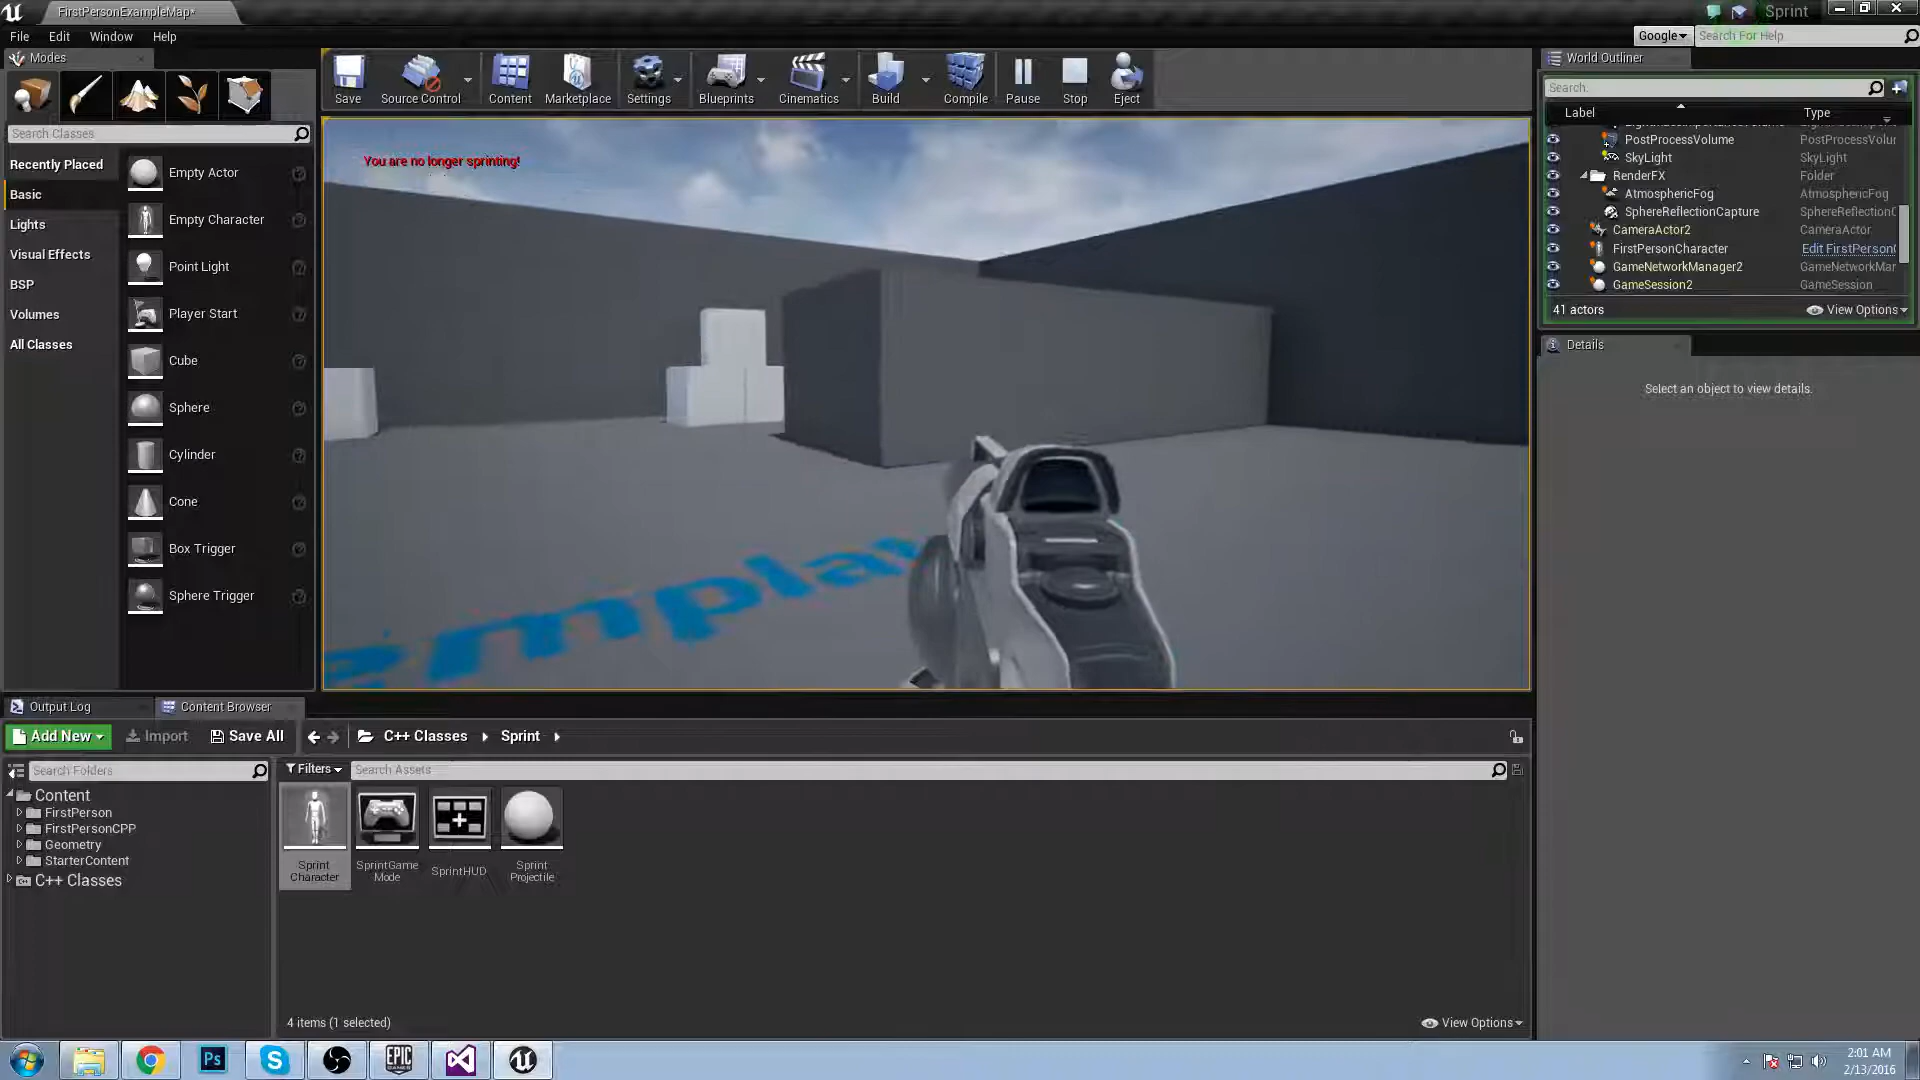 FirstPersonExampleMap*
Sprint
File Edit Window Help
Google
Search For Help
Modes
Save
Source Control
Content
Marketplace
Settings
Blueprints
Cinematics
Build
Compile
Pause
Stop
Eject
World Outliner
Search
Label
Type
PostProcessVolume PostProcessVolu
SkyLight SkyLight
RenderFX Folder
AtmosphericFog AtmosphericFog
SphereReflectionCapture SphereReflectionC
CameraActor2 CameraActor
FirstPersonCharacter Edit FirstPerson
GameNetworkManager2 GameNetworkMar
GameSession2 GameSession
41 actors
View Options
Search Classes
Recently Placed
Basic
Lights
Visual Effects
BSP
Volumes
All Classes
Empty Actor
Empty Character
Point Light
Player Start
Cube
Sphere
Cylinder
Cone
Box Trigger
Sphere Trigger
You are no longer sprinting!
Details
Select an object to view details.
Output Log
Content Browser
Add New
Import
Save All
C++ Classes
Sprint
Search Folders
Content
FirstPerson
FirstPersonCPP
Geometry
StarterContent
C++ Classes
Filters
Search Assets
Sprint
Character
SprintGame
Mode
SprintHUD
Sprint
Projectile
4 items (1 selected)
View Options
Ps
EPIC
GAMES
2:01 AM
2/13/2016